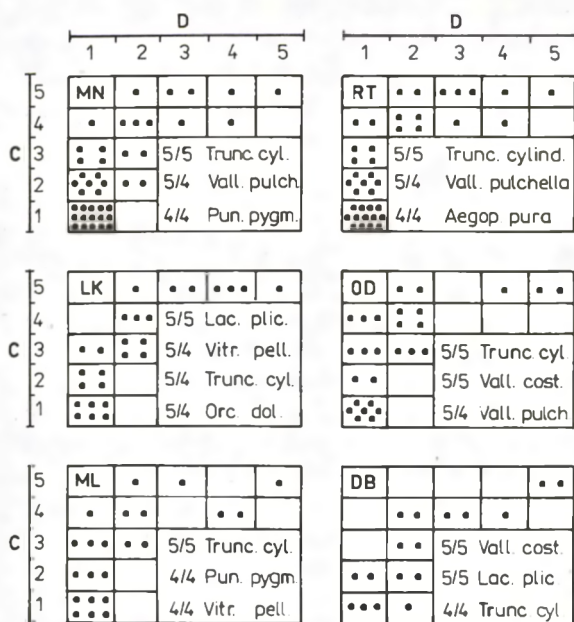 D D
1 2 3 4 5 1 2 3 4 5
5 MN RT
4
C 3 5/5 Trunc. cyl. 5/5 Trunc. cylind.
2 5/4 Vall. pulch. 5/4 Vall. pulchella
1 4/4 Pun. pygm. 4/4 Aegop pura
5 LK OD
4 5/5 Lac. plic.
C 3 5/4 Vitr. pell. 5/5 Trunc. cyl.
2 5/4 Trunc. cyl. 5/5 Vall. cost.
1 5/4 Orc. dol. 5/4 Vall. pulch
5 ML DB
4
C 3 5/5 Trunc. cyl. 5/5 Vall. cost.
2 4/4 Pun. pygm. 5/5 Lac. plic
1 4/4 Vitr. pell. 4/4 Trunc cyl